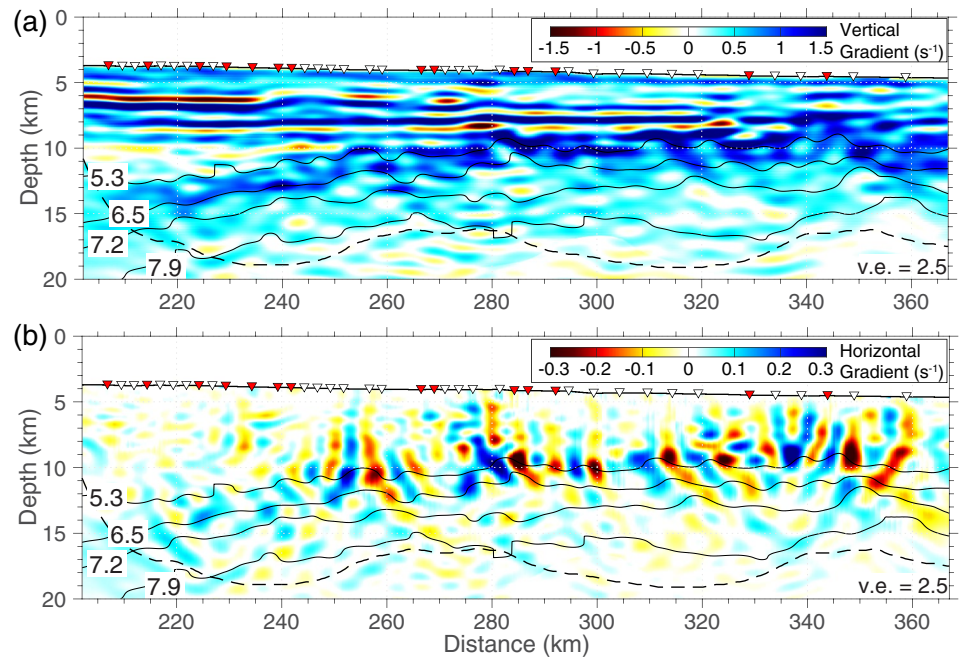 (a)
0
5
10
15
20
Depth (km)
-1.5 -1 -0.5 0 0.5 1 1.5
Vertical
Gradient (s⁻¹)
5.3
6.5
7.2
7.9
v.e. = 2.5
220 240 260 280 300 320 340 360
(b)
0
5
10
15
20
Depth (km)
-0.3 -0.2 -0.1 0 0.1 0.2 0.3
Horizontal
Gradient (s⁻¹)
5.3
6.5
7.2
7.9
v.e. = 2.5
220 240 260 280 300 320 340 360
Distance (km)